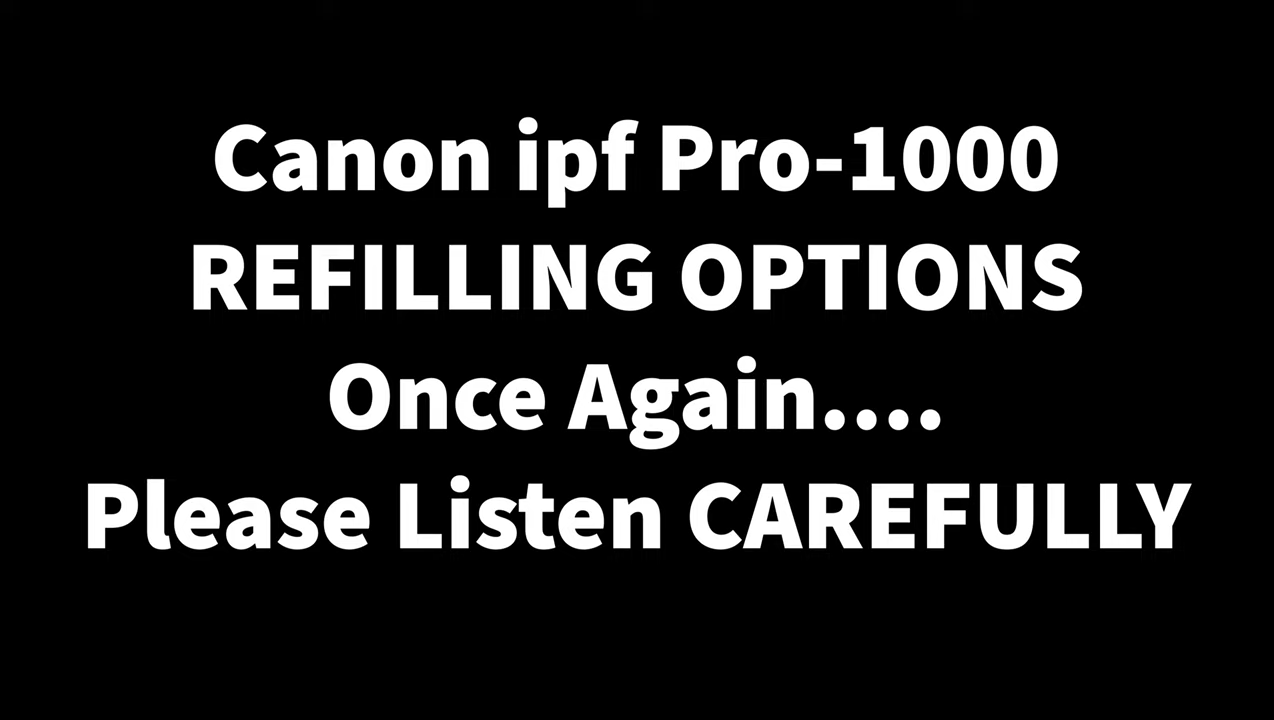 Canon ipf Pro-1000
REFILLING OPTIONS
Once Again....
Please Listen CAREFULLY